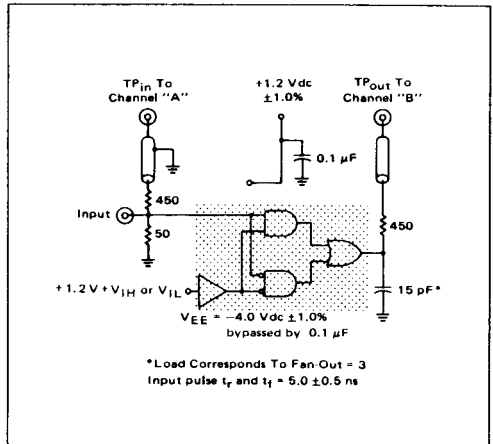 TPin To
Channel "A"
+1.2 Vdc
±1.0%
TPout To
Channel "B"
0.1 µF
450
Input
50
450
+1.2 V + VIH or VIL
15 pF*
VEE = -4.0 Vdc ±1.0%
bypassed by 0.1 µF
*Load Corresponds To Fan-Out = 3
Input pulse tr and tf = 5.0 ±0.5 ns